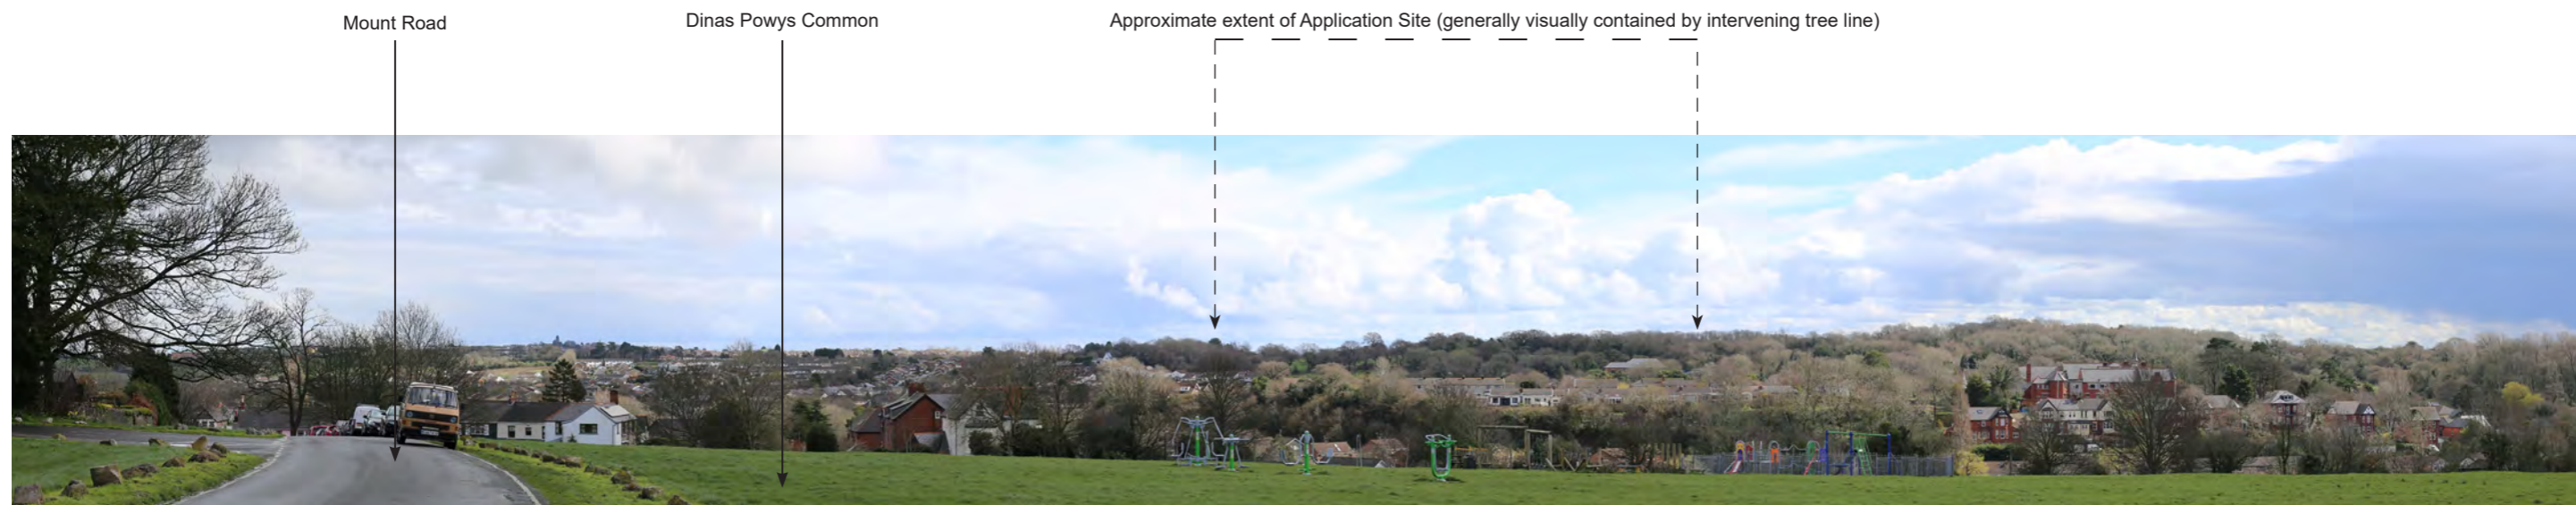 Mount Road
Dinas Powys Common
Approximate extent of Application Site (generally visually contained by intervening tree line)